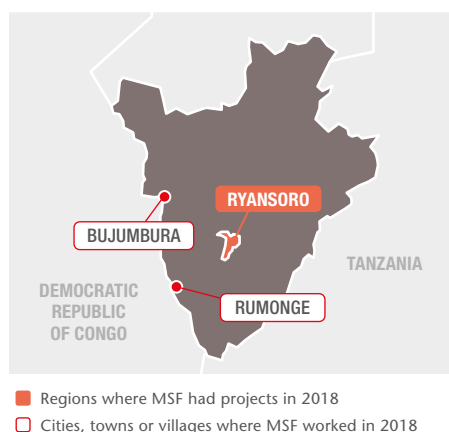 RYANSORO
BUJUMBURA
TANZANIA
DEMOCRATIC
REPUBLIC
OF CONGO
RUMONGE
Regions where MSF had projects in 2018
Cities, towns or villages where MSF worked in 2018